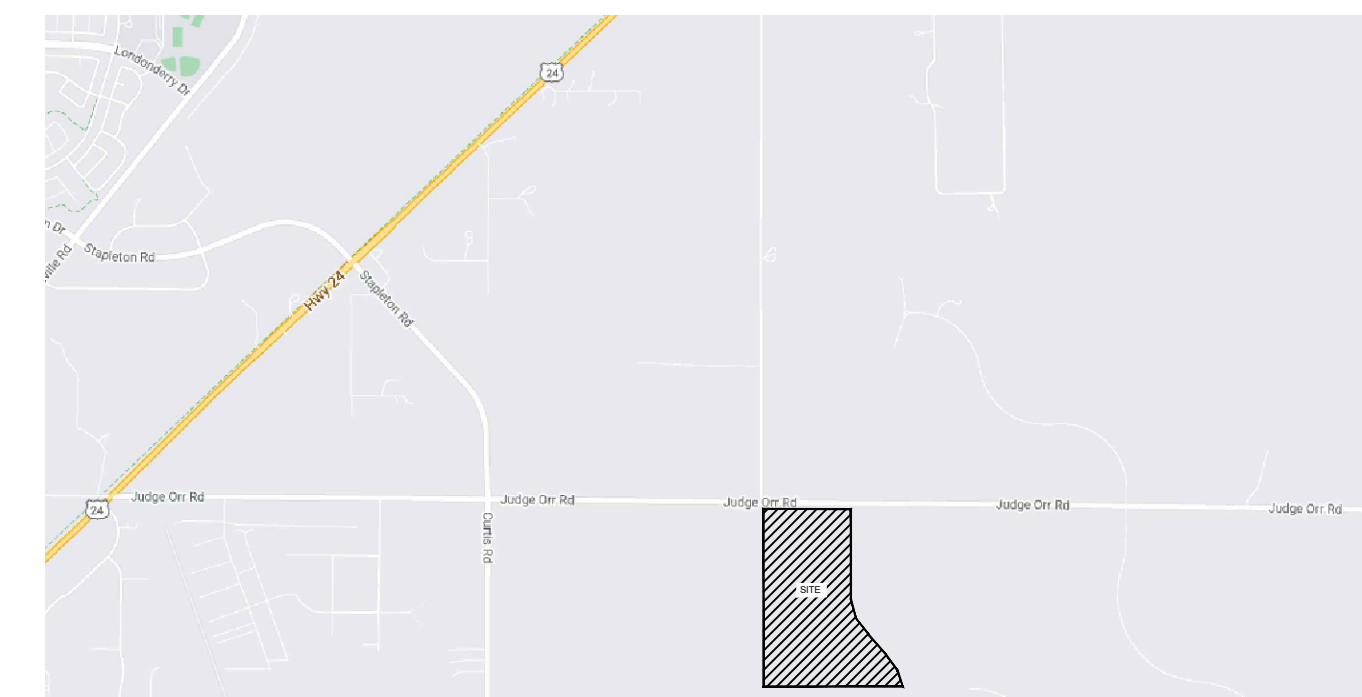 Londonderry Dr
24
n Dr
Stapleton Rd
ville Rd
Hwy 24
Stapleton Rd
Judge Orr Rd
Judge Orr Rd
Judge Orr Rd
Judge Orr Rd
Judge Orr Rd
24
Curtis Rd
SITE